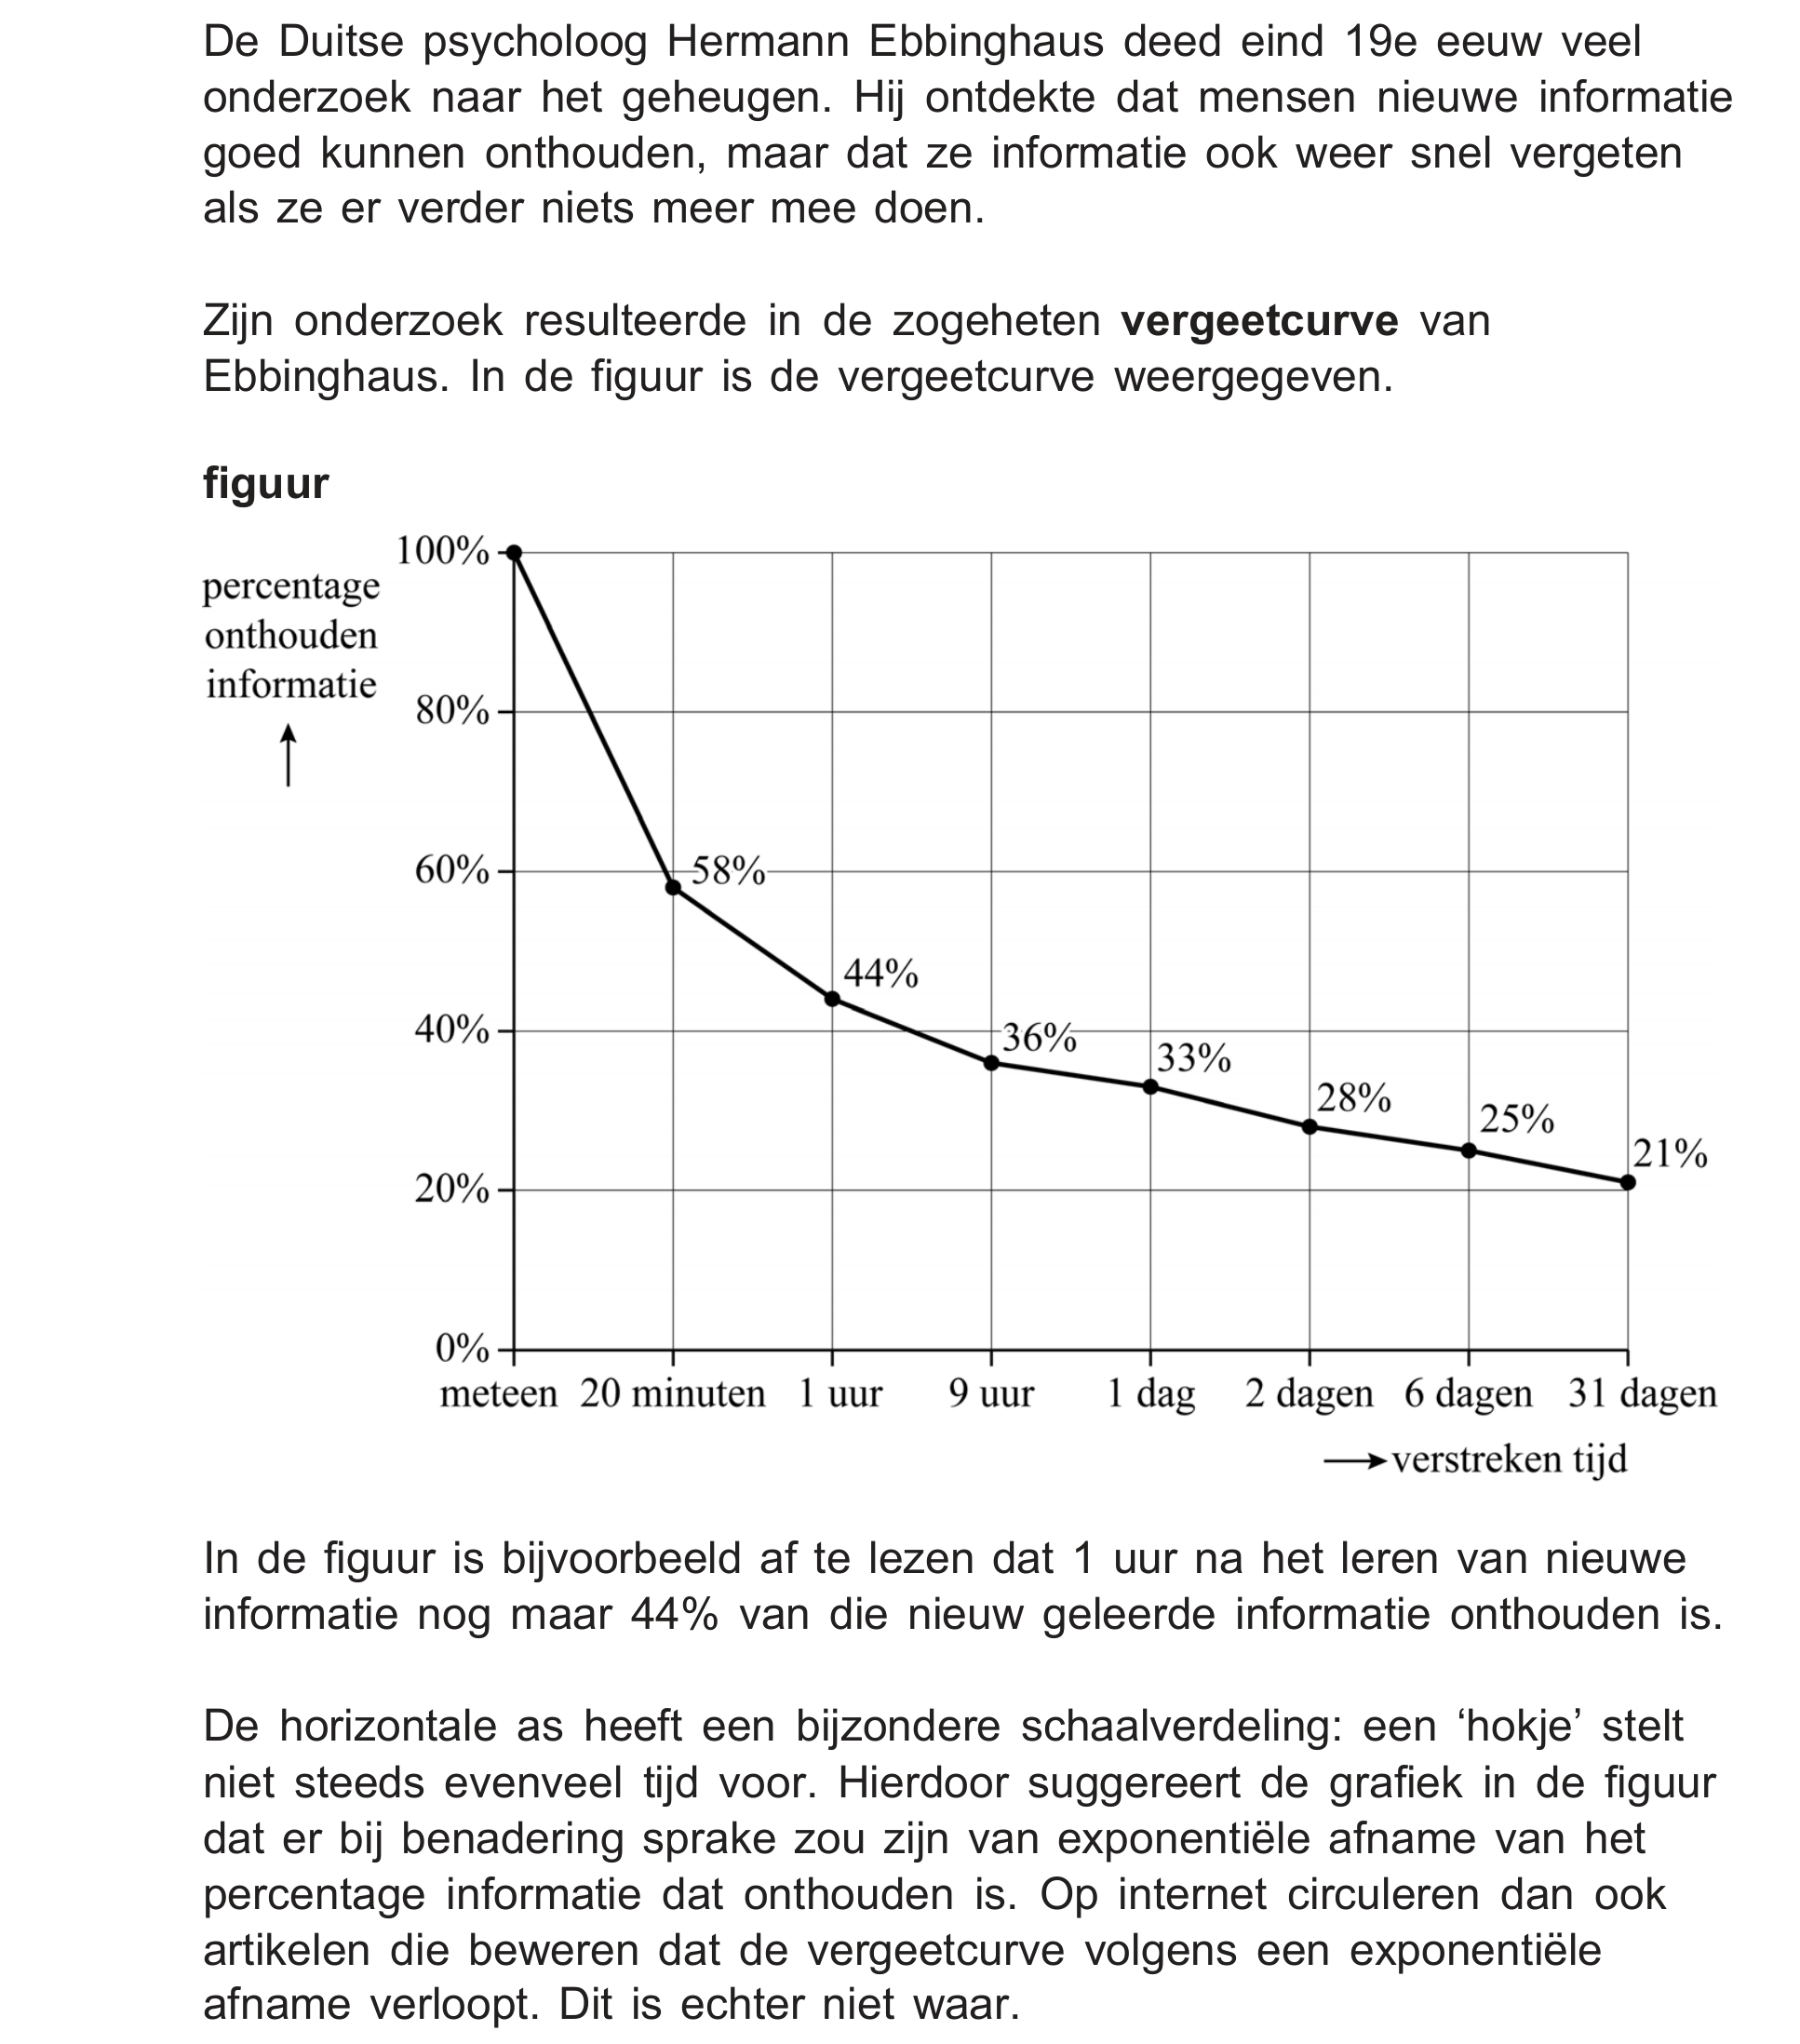 De Duitse psycholoog Hermann Ebbinghaus deed eind 19e eeuw veel
onderzoek naar het geheugen. Hij ontdekte dat mensen nieuwe informatie
goed kunnen onthouden, maar dat ze informatie ook weer snel vergeten
als ze er verder niets meer mee doen.
Zijn onderzoek resulteerde in de zogeheten vergeetcurve van
Ebbinghaus. In de figuur is de vergeetcurve weergegeven.
figuur
percentage
onthouden
informatie
100%
80%
60%
40%
20%
0%
58%
44%
36%
33%
28%
25%
21%
meteen 20 minuten 1 uur 9 uur 1 dag 2 dagen 6 dagen 31 dagen
verstreken tijd
In de figuur is bijvoorbeeld af te lezen dat 1 uur na het leren van nieuwe
informatie nog maar 44% van die nieuw geleerde informatie onthouden is.
De horizontale as heeft een bijzondere schaalverdeling: een ‘hokje’ stelt
niet steeds evenveel tijd voor. Hierdoor suggereert de grafiek in de figuur
dat er bij benadering sprake zou zijn van exponentiële afname van het
percentage informatie dat onthouden is. Op internet circuleren dan ook
artikelen die beweren dat de vergeetcurve volgens een exponentiële
afname verloopt. Dit is echter niet waar.